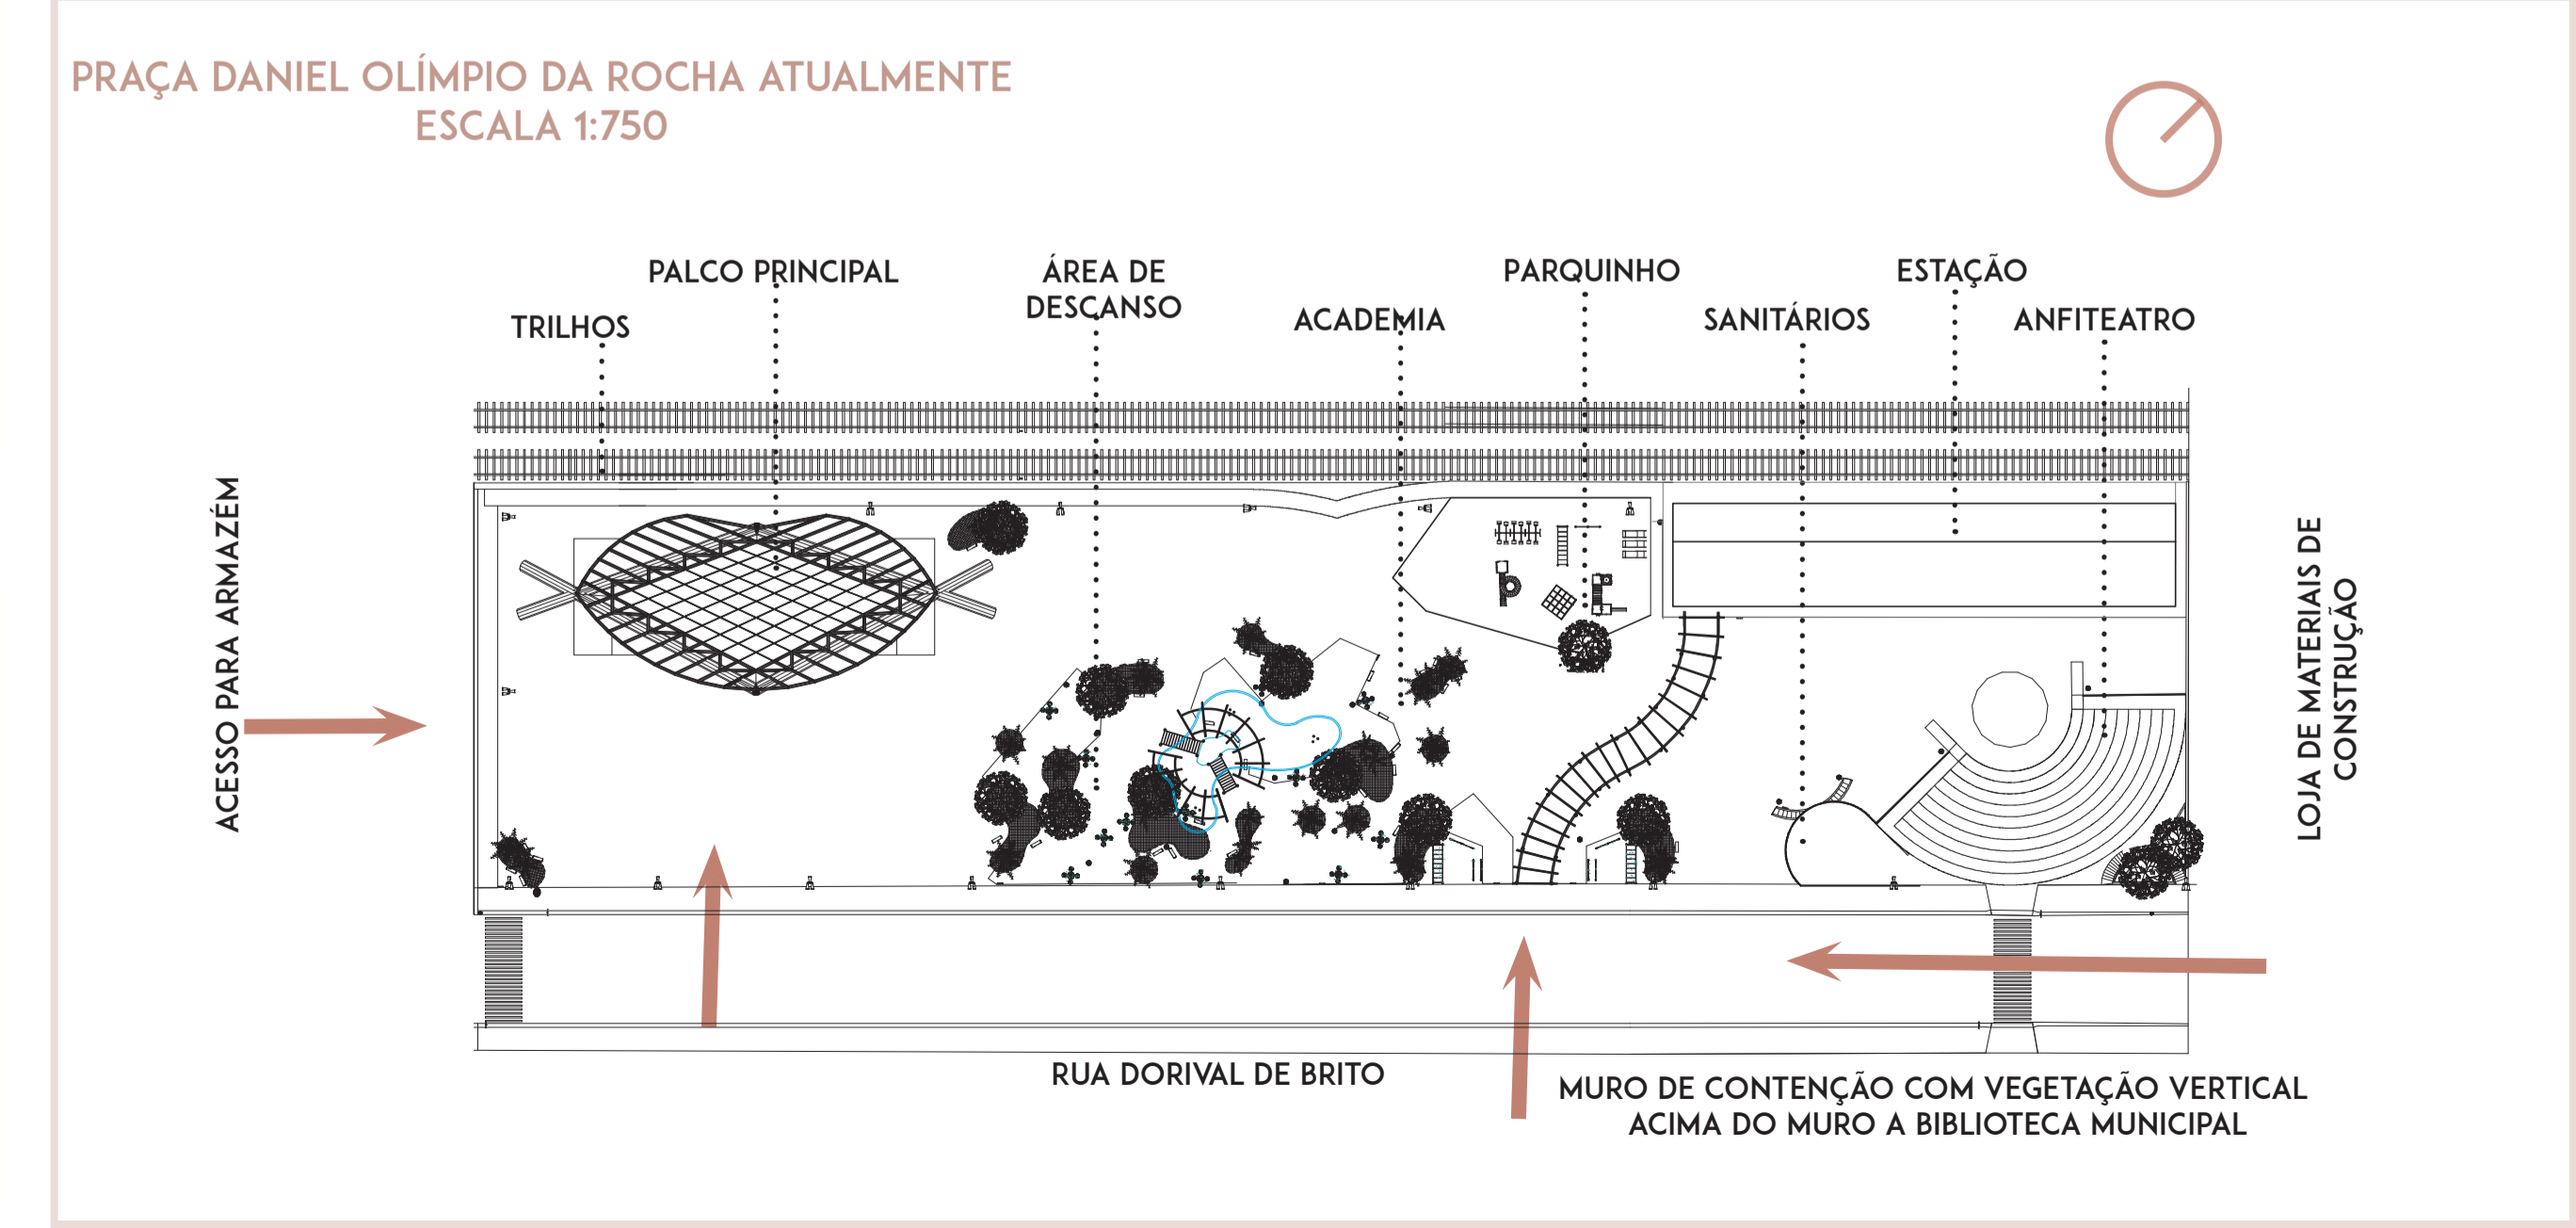 PRAÇA DANIEL OLÍMPIO DA ROCHA ATUALMENTE
ESCALA 1:750
PALCO PRINCIPAL
ÁREA DE
DESCANSO
PARQUINHO
ESTAÇÃO
TRILHOS
ACADEMIA
SANITÁRIOS
ANFITEATRO
ACESSO PARA ARMAZÉM
LOJA DE MATERIAIS DE
CONSTRUÇÃO
RUA DORIVAL DE BRITO
MURO DE CONTENÇÃO COM VEGETAÇÃO VERTICAL
ACIMA DO MURO A BIBLIOTECA MUNICIPAL